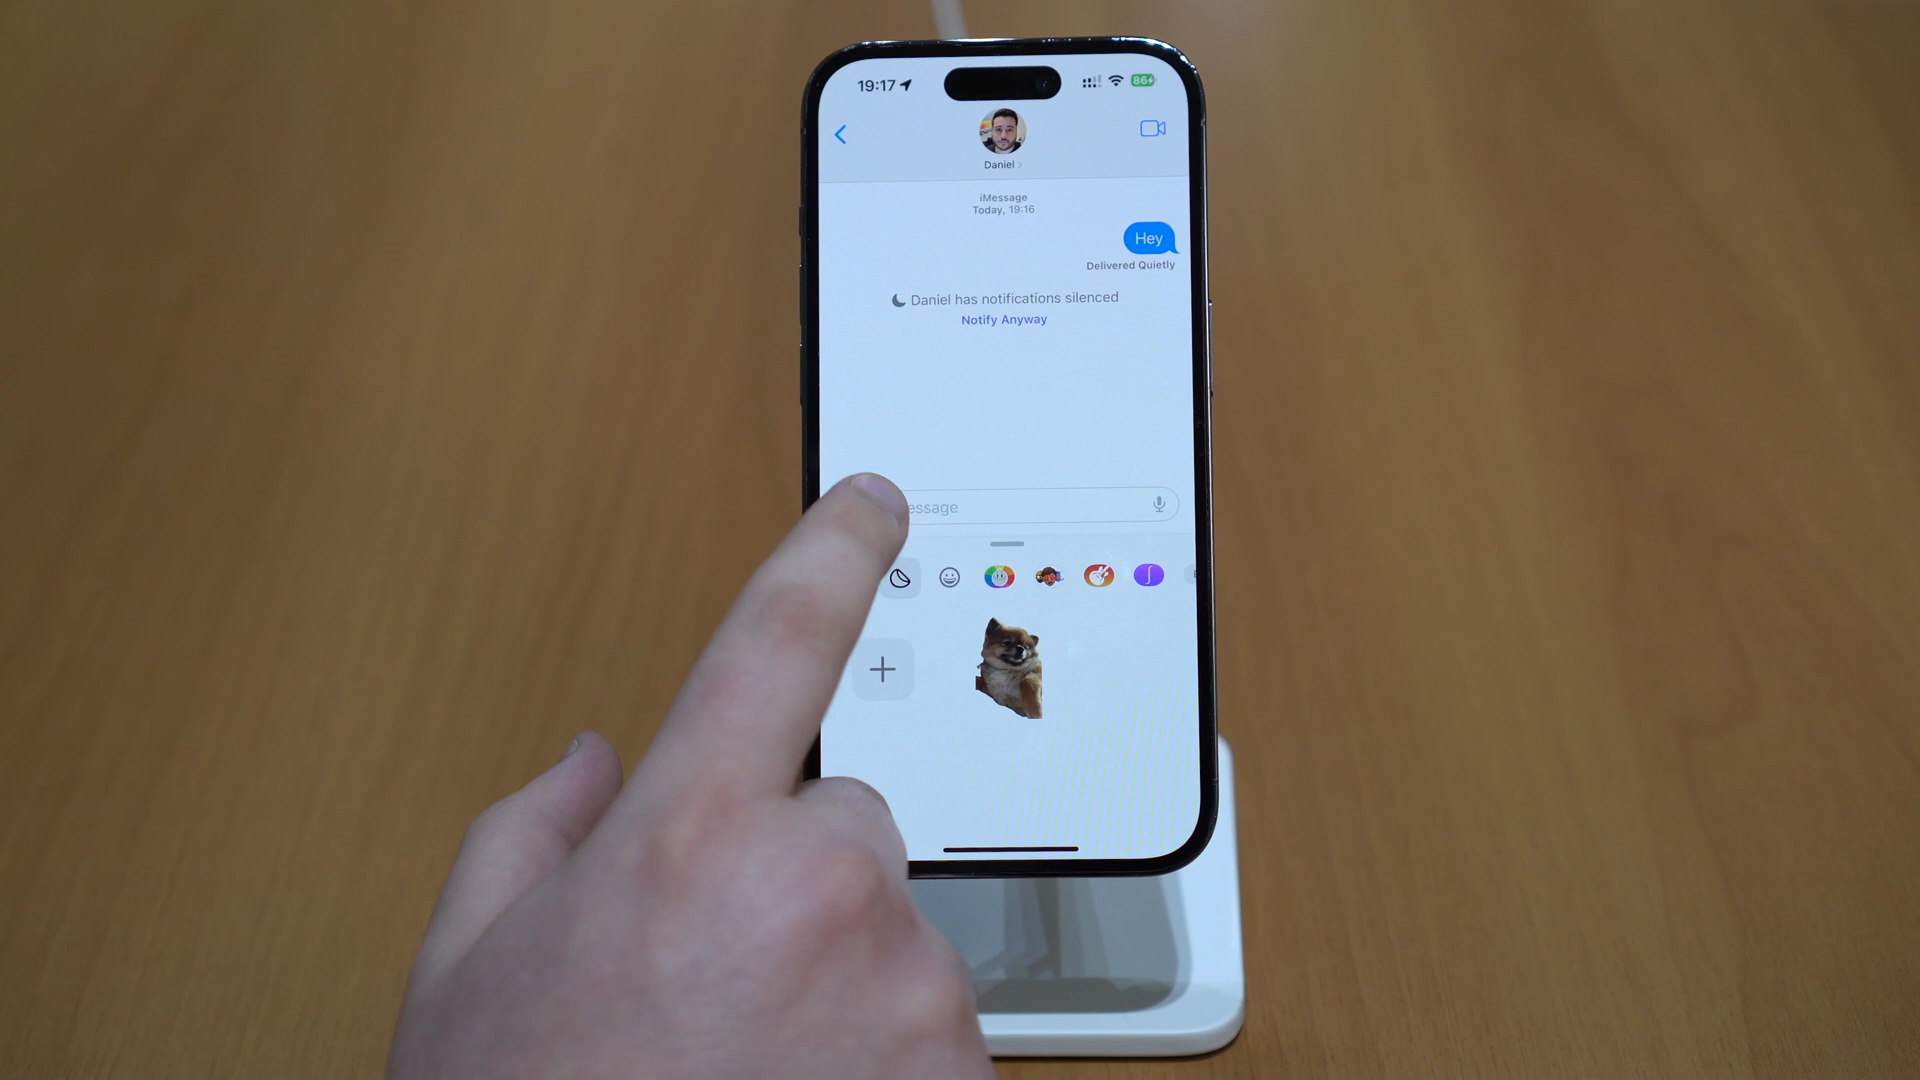 19:17
86
Daniel
iMessage
Today, 19:16
Hey
Delivered Quietly
Daniel has notifications silenced
Notify Anyway
essage